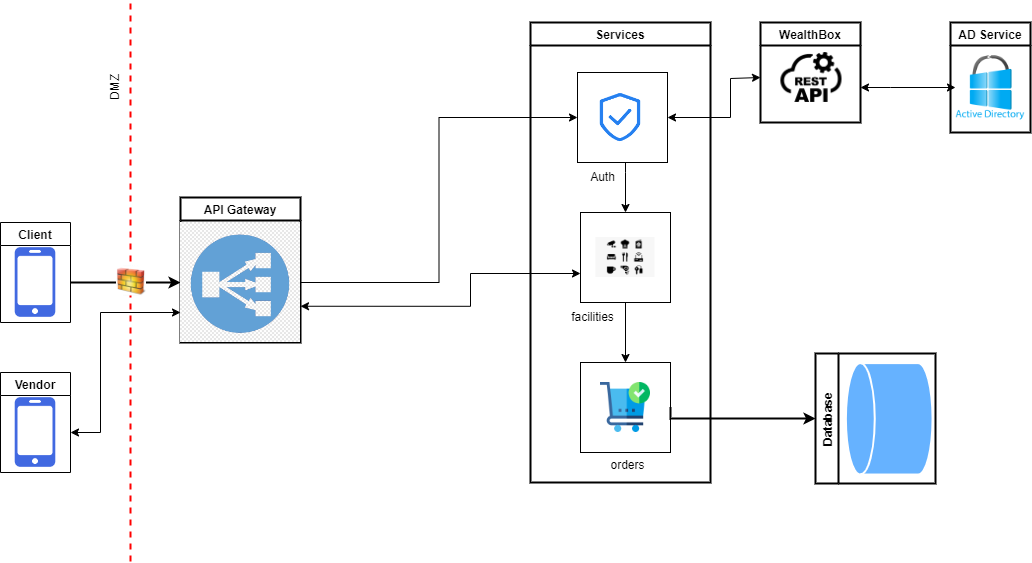 Services
WealthBox
AD Service
DMZ
REST
API
Active Directory
Auth
API Gateway
Client
facilities
Vendor
Database
orders